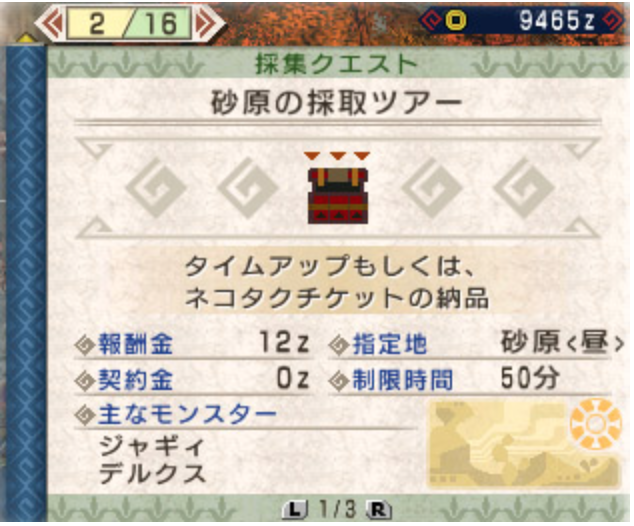 2/16
9465z
採集クエスト
砂原の採取ツアー
タイムアップもしくは、
ネコタクチケットの納品
報酬金 12z 指定地 砂原<昼>
契約金 0z 制限時間 50分
主なモンスター
ジャギィ
デルクス
L 1/3 R